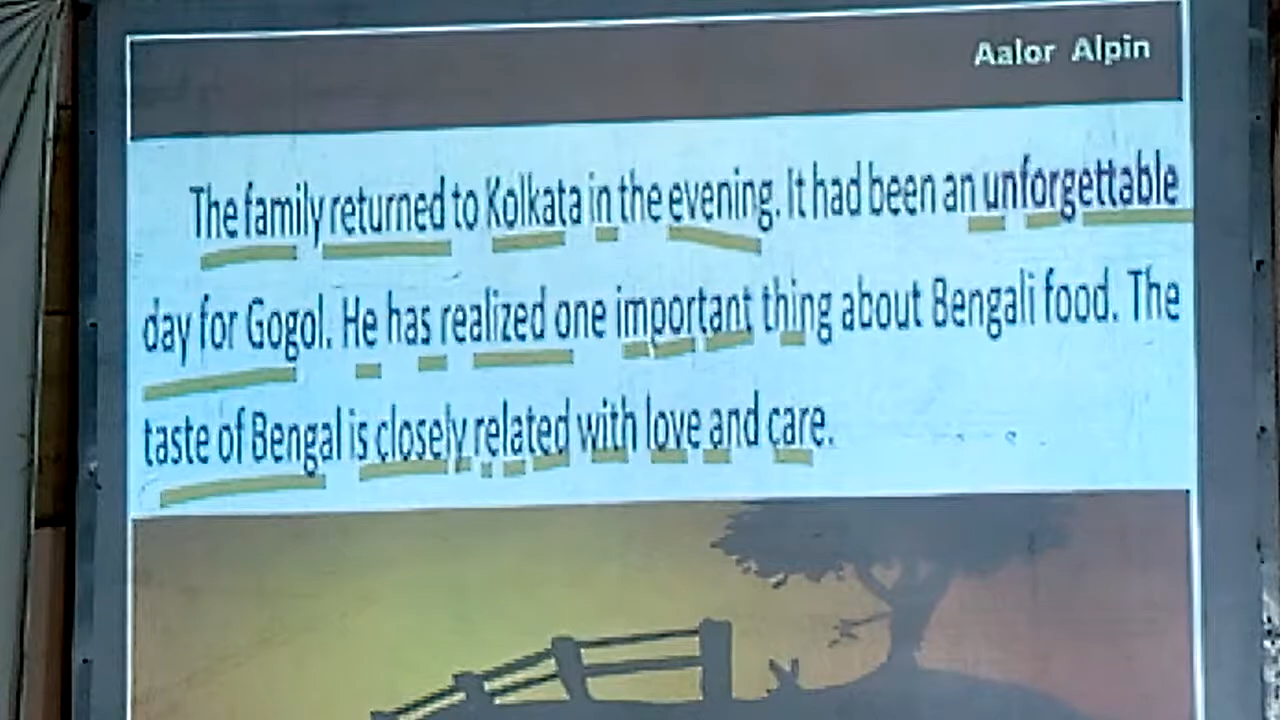 Aalor Alpin
The family returned to Kolkata in the evening. It had been an unforgettable
day for Gogol. He has realized one important thing about Bengali food. The
taste of Bengal is closely related with love and care.